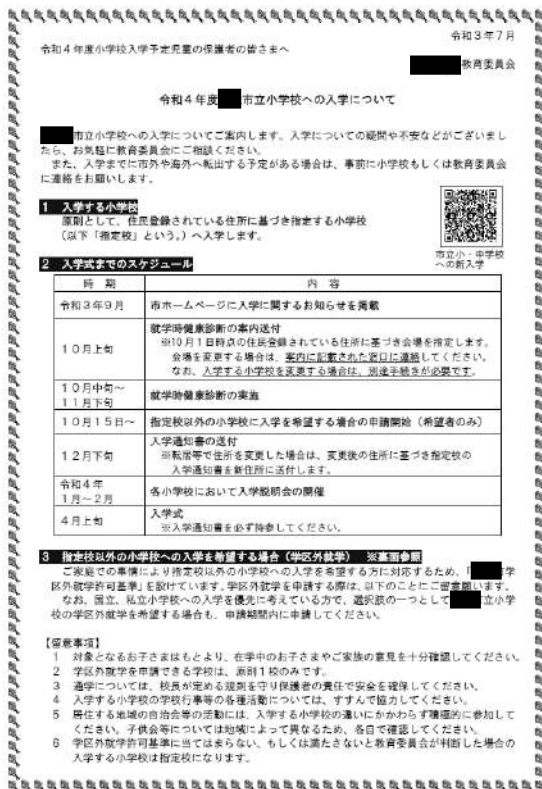 令和3年7月
令和4年度小学校入学予定児童の保護者の皆さまへ
教育委員会
令和4年度 市立小学校への入学について
市立小学校への入学についてご案内します。入学についての疑問や不安などがございまし
たら、お気軽に教育委員会にご相談ください。
また、入学までに市外や海外へ転出する予定がある場合は、事前に小学校もしくは教育委員会
に連絡をお願いします。
1 入学する小学校
原則として、住民登録されている住所に基づき指定する小学校
(以下「指定校」という。)へ入学します。
市立小・中学校
への新入学
2 入学式までのスケジュール
時 期 内 容
令和3年9月 市ホームページに入学に関するお知らせを掲載
10月上旬 就学時健康診断の案内送付
※10月1日時点の住民登録されている住所に基づき会場を指定します。
会場を変更する場合は、案内に記載された窓口に連絡してください。
なお、入学する小学校を変更する場合は、別途手続きが必要です。
10月中旬~
11月下旬 就学時健康診断の実施
10月15日~ 指定校以外の小学校に入学を希望する場合の申請開始(希望者のみ)
12月下旬 入学通知書の送付
※転居等で住所を変更した場合は、変更後の住所に基づき指定校の
入学通知書を新住所に送付します。
令和4年
1月~2月 各小学校において入学説明会の開催
4月上旬 入学式
※入学通知書を必ず持参してください。
3 指定校以外の小学校への入学を希望する場合(学区外就学) ※裏面参照
ご家庭での事情により指定校以外の小学校への入学を希望する方に対応するため、「 学
区外就学許可基準」を設けています。学区外就学を申請する際は、以下のことにご留意願います。
なお、国立、私立小学校への入学を優先に考えている方で、選択肢の一つとして 立小学
校の学区外就学を希望する場合も、申請期間内に申請してください。
【留意事項】
1 対象となるお子さまはもとより、在学中のお子さまやご家族の意見を十分確認してください。
2 学区外就学を申請できる学校は、原則1校のみです。
3 通学については、校長が定める規則を守り保護者の責任で安全を確保してください。
4 入学する小学校の学校行事等の各種活動については、すすんで協力してください。
5 居住する地域の自治会等の活動には、入学する小学校の違いにかかわらず積極的に参加して
ください。子供会等については地域によって異なるため、各自で確認してください。
6 学区外就学許可基準に当てはまらない、もしくは満たさないと教育委員会が判断した場合の
入学する小学校は指定校になります。